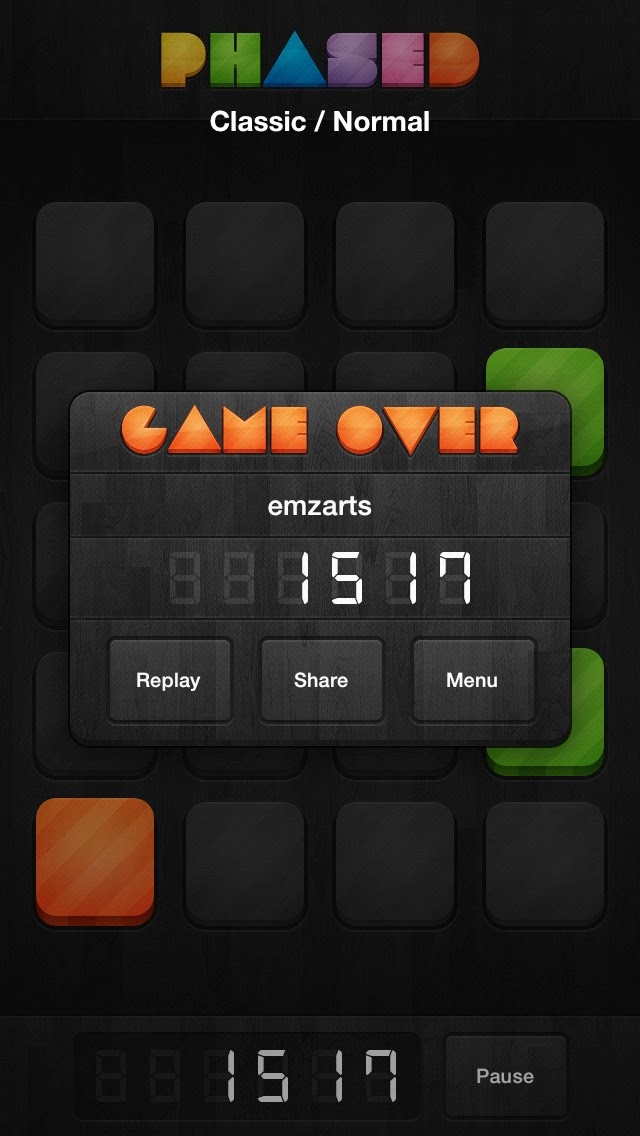 PHASED
Classic / Normal
GAME OVER
emzarts
1517
Replay Share Menu
1517 Pause